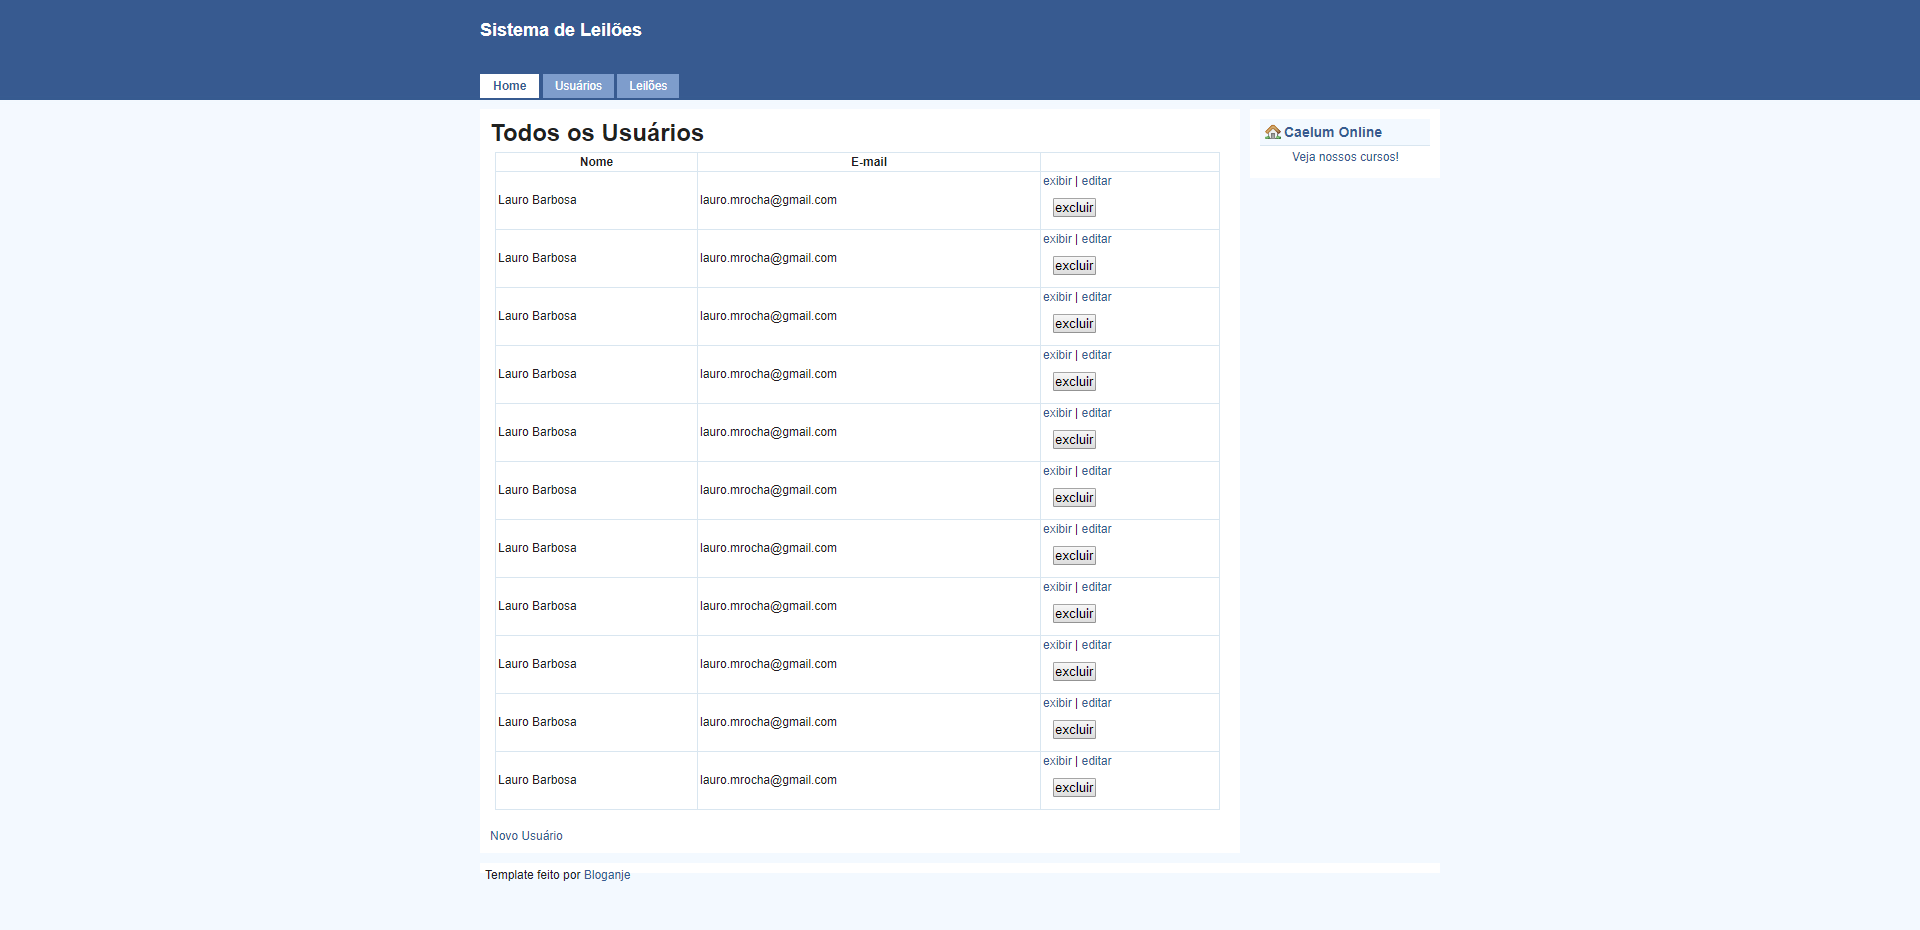 Sistema de Leilões
Home Usuários Leilões
Todos os Usuários
Nome E-mail
exibir | editar
Lauro Barbosa lauro.mrocha@gmail.com
excluir
exibir | editar
Lauro Barbosa lauro.mrocha@gmail.com
excluir
exibir | editar
Lauro Barbosa lauro.mrocha@gmail.com
excluir
exibir | editar
Lauro Barbosa lauro.mrocha@gmail.com
excluir
exibir | editar
Lauro Barbosa lauro.mrocha@gmail.com
excluir
exibir | editar
Lauro Barbosa lauro.mrocha@gmail.com
excluir
exibir | editar
Lauro Barbosa lauro.mrocha@gmail.com
excluir
exibir | editar
Lauro Barbosa lauro.mrocha@gmail.com
excluir
exibir | editar
Lauro Barbosa lauro.mrocha@gmail.com
excluir
exibir | editar
Lauro Barbosa lauro.mrocha@gmail.com
excluir
exibir | editar
Lauro Barbosa lauro.mrocha@gmail.com
excluir
Novo Usuário
Caelum Online
Veja nossos cursos!
Template feito por Bloganje